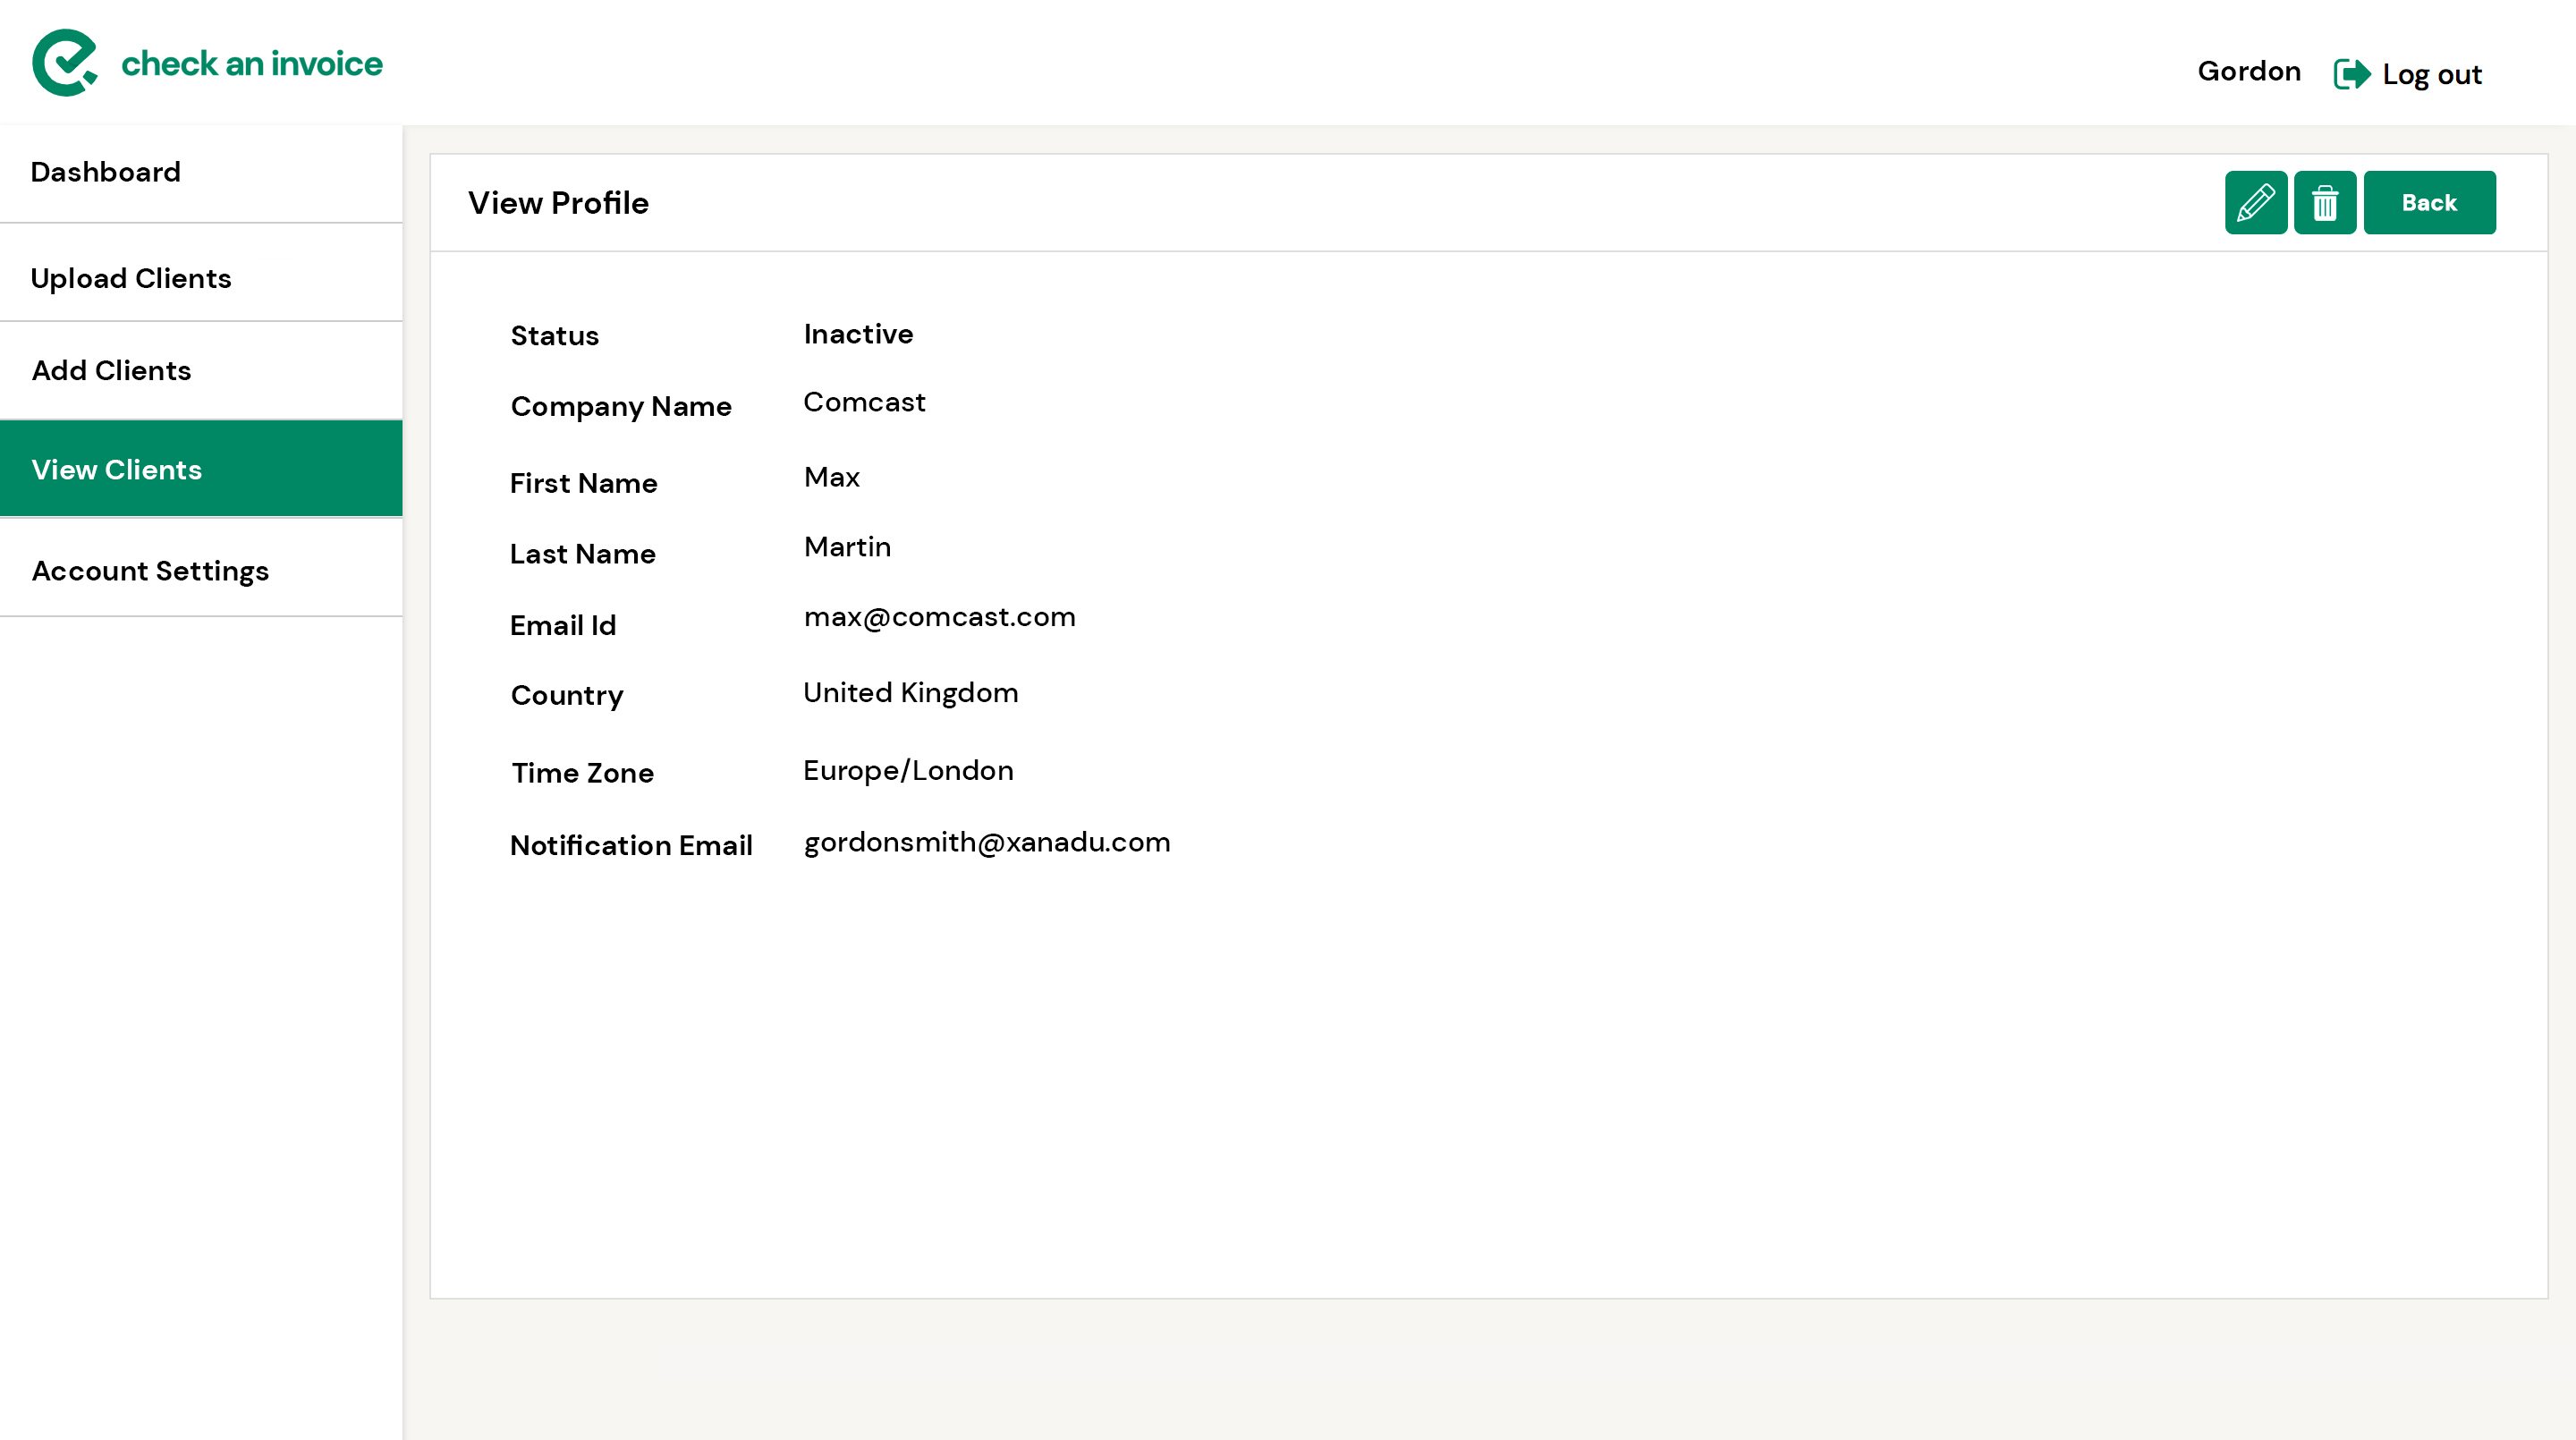 check an invoice
Gordon
Log out
Dashboard
Upload Clients
Add Clients
View Clients
Account Settings
View Profile
Back
Status Inactive
Company Name Comcast
First Name Max
Last Name Martin
Email Id max@comcast.com
Country United Kingdom
Time Zone Europe/London
Notification Email gordonsmith@xanadu.com